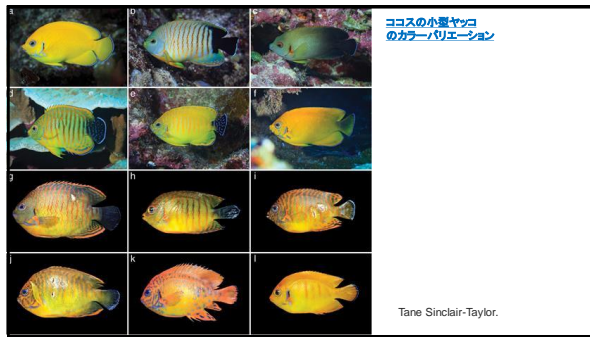 a
b
c
ココスの小型ヤッコ
のカラーバリエーション
d
e
f
g
h
i
j
k
l
Tane Sinclair-Taylor.